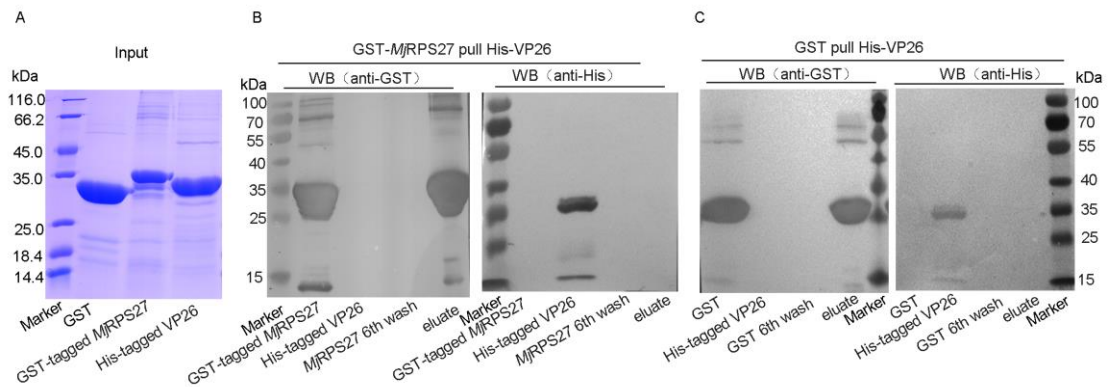 A
Input
kDa
116.0
66.2
45.0
35.0
25.0
18.4
14.4
Marker
GST
GST-tagged MjRPS27
His-tagged VP26
B
GST-MjRPS27 pull His-VP26
WB（anti-GST）
WB（anti-His）
kDa
100
70
55
40
35
25
15
Marker
GST-tagged MjRPS27
His-tagged VP26
MjRPS27 6th wash
eluate
Marker
GST-tagged MjRPS27
His-tagged VP26
MjRPS27 6th wash
eluate
C
GST pull His-VP26
WB（anti-GST）
WB（anti-His）
kDa
100
70
55
40
35
25
15
GST
His-tagged VP26
GST 6th wash
eluate
Marker
GST
His-tagged VP26
GST 6th wash
eluate
Marker